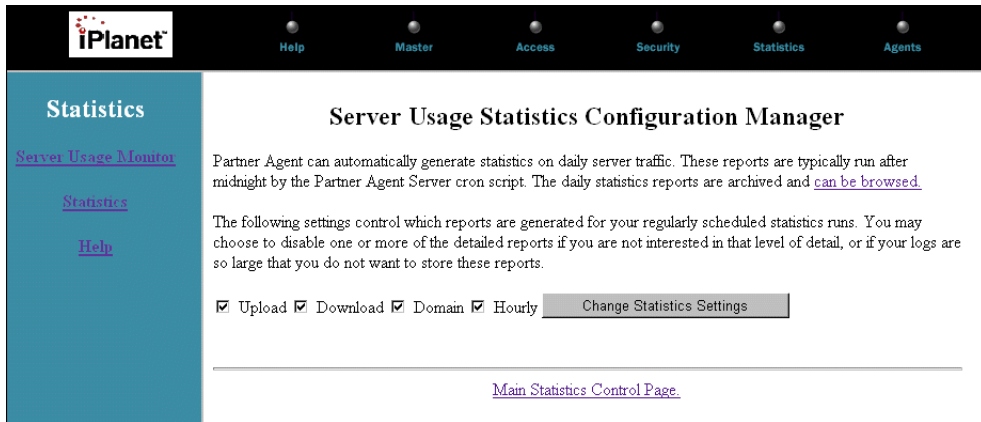 iPlanet™
Help Master Access Security Statistics Agents
Statistics
Server Usage Monitor
Statistics
Help
Server Usage Statistics Configuration Manager
Partner Agent can automatically generate statistics on daily server traffic. These reports are typically run after
midnight by the Partner Agent Server cron script. The daily statistics reports are archived and can be browsed.
The following settings control which reports are generated for your regularly scheduled statistics runs. You may
choose to disable one or more of the detailed reports if you are not interested in that level of detail, or if your logs are
so large that you do not want to store these reports.
Upload Download Domain Hourly Change Statistics Settings
Main Statistics Control Page.